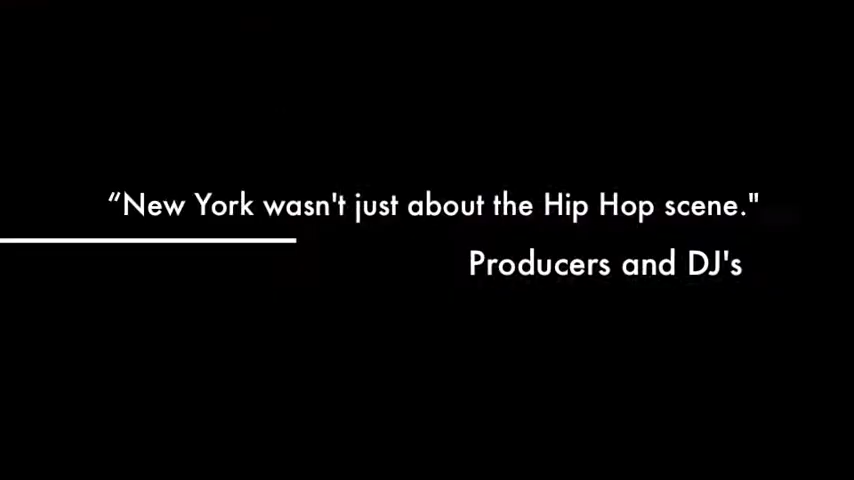 “New York wasn't just about the Hip Hop scene."
Producers and DJ's